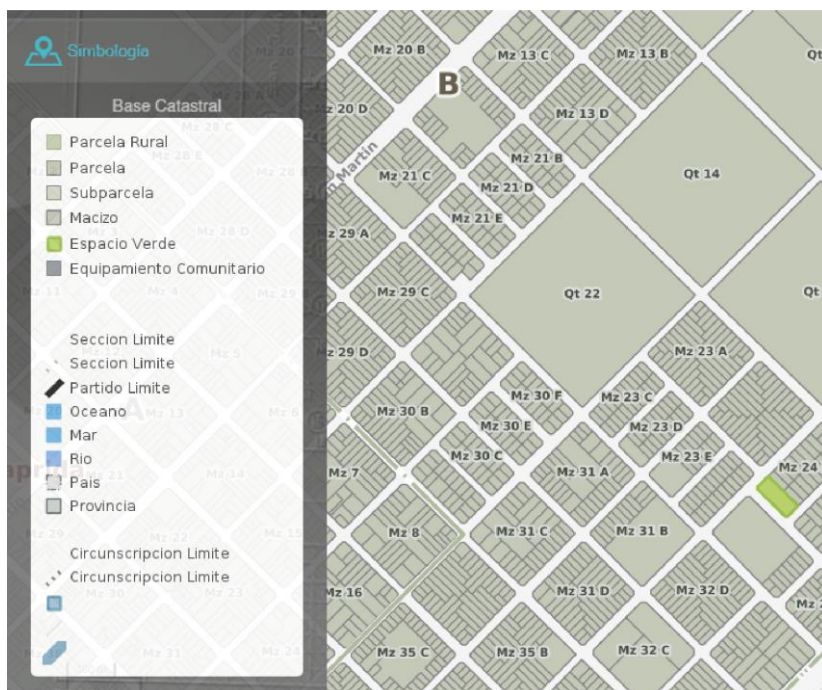 Simbología
Base Catastral
Parcela Rural
Parcela
Subparcela
Macizo
Espacio Verde
Equipamiento Comunitario
Seccion Limite
Seccion Limite
Partido Limite
Oceano
Mar
Rio
Pais
Provincia
Circunscripcion Limite
Circunscripcion Limite
Mz 20 B
Mz 13 C
Mz 13 B
Qt
B
Mz 20 D
Mz 13 D
Martin
Mz 21 B
Mz 21 C
Mz 21 D
Qt 14
Mz 21 E
Mz 29 A
Mz 29 C
Qt 22
Qt
Mz 29 D
Mz 23 A
Mz 30 F
Mz 23 C
Mz 30 B
Mz 30 E
Mz 23 D
Mz 30 C
Mz 23 E
Mz 7
Mz 31 A
Mz 24
Mz 8
Mz 31 C
Mz 31 B
Mz 16
Mz 31 D
Mz 32 D
Mz 35 C
Mz 35 B
Mz 32 C